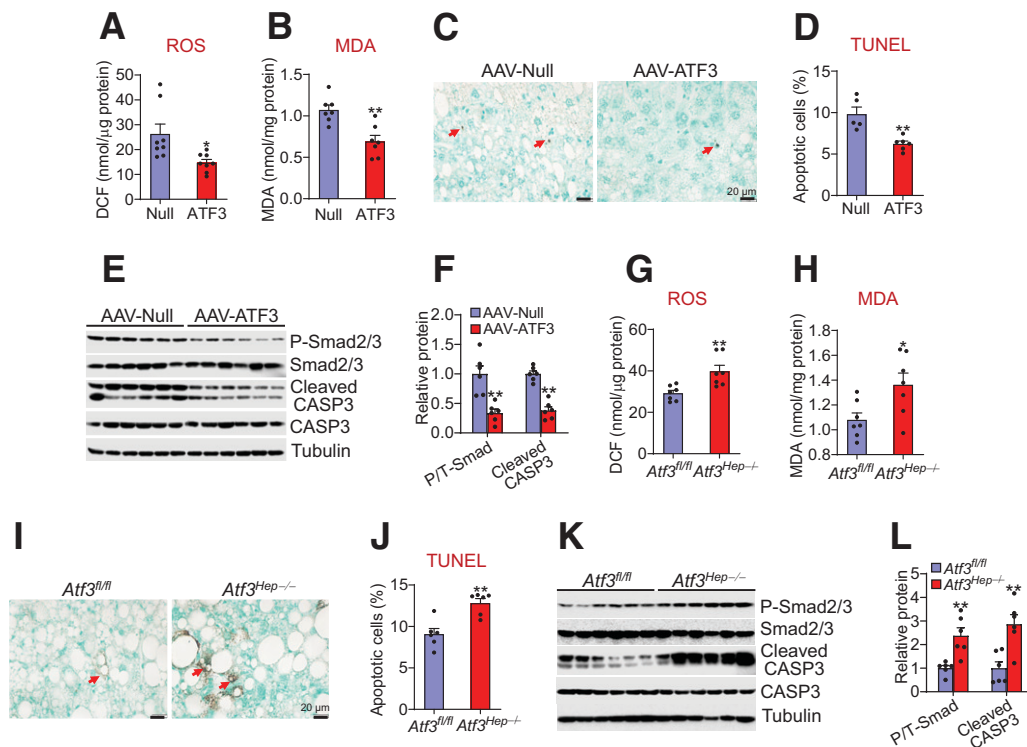 A
ROS
DCF (nmol/μg protein)
50
40
30
20
10
0
*
Null ATF3
B
MDA
MDA (nmol/mg protein)
1.5
1.0
0.5
0.0
**
Null ATF3
C
AAV-Null AAV-ATF3
20 μm
D
TUNEL
Apoptotic cells (%)
15
10
5
0
**
Null ATF3
E
AAV-Null AAV-ATF3
P-Smad2/3
Smad2/3
Cleaved
CASP3
CASP3
Tubulin
F
Relative protein
2.0
1.5
1.0
0.5
0.0
AAV-Null
AAV-ATF3
** **
P/T-Smad
Cleaved
CASP3
G
ROS
DCF (nmol/μg protein)
60
40
20
0
**
Atf3fl/fl Atf3Hep−/−
H
MDA
MDA (nmol/mg protein)
1.8
1.6
1.4
1.2
1.0
0.8
*
Atf3fl/fl Atf3Hep−/−
I
Atf3fl/fl Atf3Hep−/−
20 μm
J
TUNEL
Apoptotic cells (%)
15
10
5
0
**
Atf3fl/fl Atf3Hep−/−
K
Atf3fl/fl Atf3Hep−/−
P-Smad2/3
Smad2/3
Cleaved
CASP3
CASP3
Tubulin
L
Relative protein
6
5
4
3
2
1
0
Atf3fl/fl
Atf3Hep−/−
** **
P/T-Smad
Cleaved
CASP3